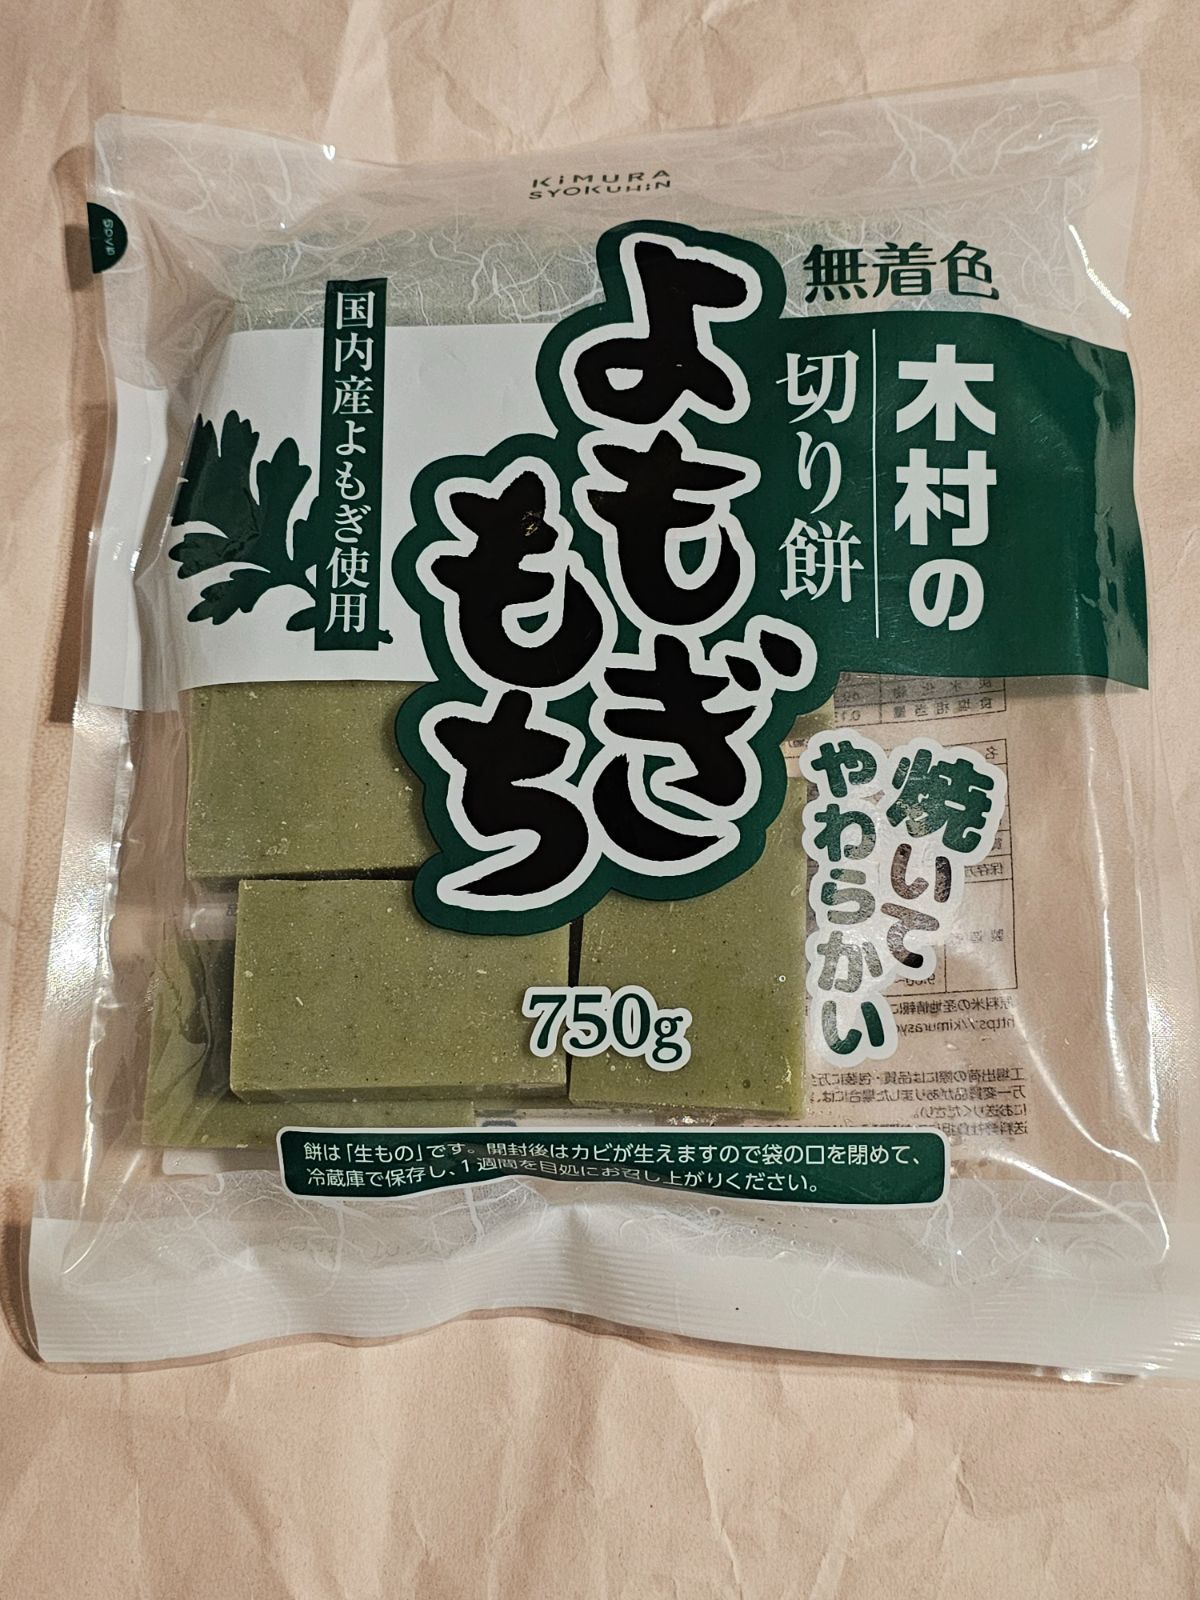 KiMURA
SYOKUHiN
無着色
木村の
切り餅
よもぎ
もち
国内産よもぎ使用
焼いて
やわらかい
750g
餅は「生もの」です。開封後はカビが生えますので袋の口を閉めて、
冷蔵庫で保存し、1週間を目処にお召し上がりください。